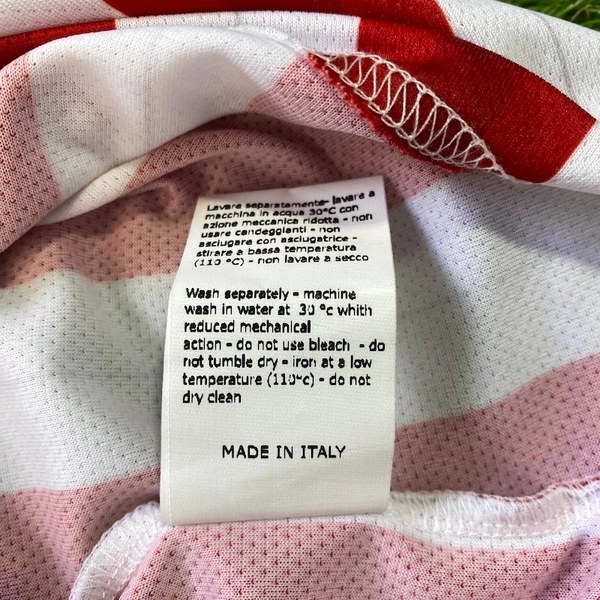 Lavare separatamente- lavare a
macchina in acqua 30°C con
azione meccanica ridotta - non
usare candeggianti - non
asciugare con asciugatrice -
stirare a bassa temperatura
(110 °C) - non lavare a secco
Wash separately - machine
wash in water at 30 °c whith
reduced mechanical
action - do not use bleach - do
not tumble dry - iron at a low
temperature (110°c) - do not
dry clean
MADE IN ITALY